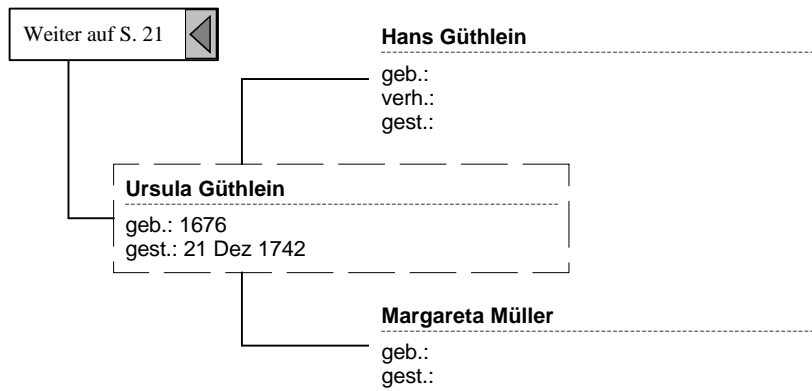 Weiter auf S. 21
Hans Güthlein
geb.:
verh.:
gest.:
Ursula Güthlein
geb.: 1676
gest.: 21 Dez 1742
Margareta Müller
geb.:
gest.: